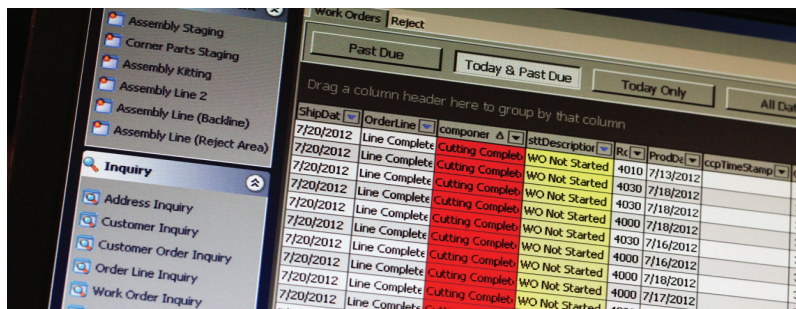 Assembly Staging
Corner Parts Staging
Assembly Kitting
Assembly Line 2
Assembly Line (Backline)
Assembly Line (Reject Area)
Inquiry
Address Inquiry
Customer Inquiry
Customer Order Inquiry
Order Line Inquiry
Work Order Inquiry
Work Orders Reject
Past Due Today & Past Due Today Only All Dat
Drag a column header here to group by that column
ShipDat OrderLine componer sttDescription Rc ProdDa ccpTimeStamp
7/20/2012 Line Complete Cutting Complet WO Not Started 4010 7/13/2012
7/20/2012 Line Complete Cutting Complet WO Not Started 4030 7/18/2012
7/20/2012 Line Complete Cutting Complet WO Not Started 4030 7/18/2012
7/20/2012 Line Complete Cutting Complet WO Not Started 4000 7/18/2012
7/20/2012 Line Complete Cutting Complet WO Not Started 4030 7/16/2012
7/20/2012 Line Complete Cutting Complet WO Not Started 4000 7/16/2012
7/20/2012 Line Complete Cutting Complet WO Not Started 4000 7/18/2012
7/20/2012 Line Complete Cutting Complet WO Not Started 4000 7/17/2012
7/20/2012 Line Complete Cutting Complet